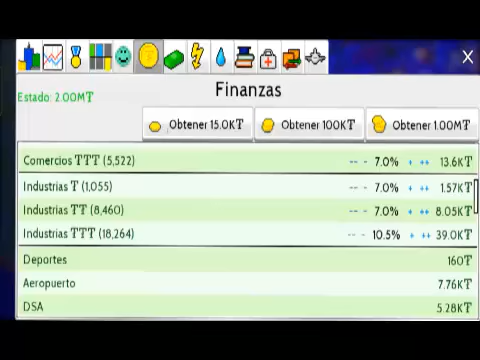 X
Finanzas
Estado: 2.00MT
Obtener 15.0KT Obtener 100KT Obtener 1.00MT
Comercios TTT (5,522) -- - 7.0% + ++ 13.6KT
Industrias T (1,055) -- - 7.0% + ++ 1.57KT
Industrias TT (8,460) -- - 7.0% + ++ 8.05KT
Industrias TTT (18,264) -- - 10.5% + ++ 39.0KT
Deportes 160T
Aeropuerto 7.76KT
DSA 5.28KT